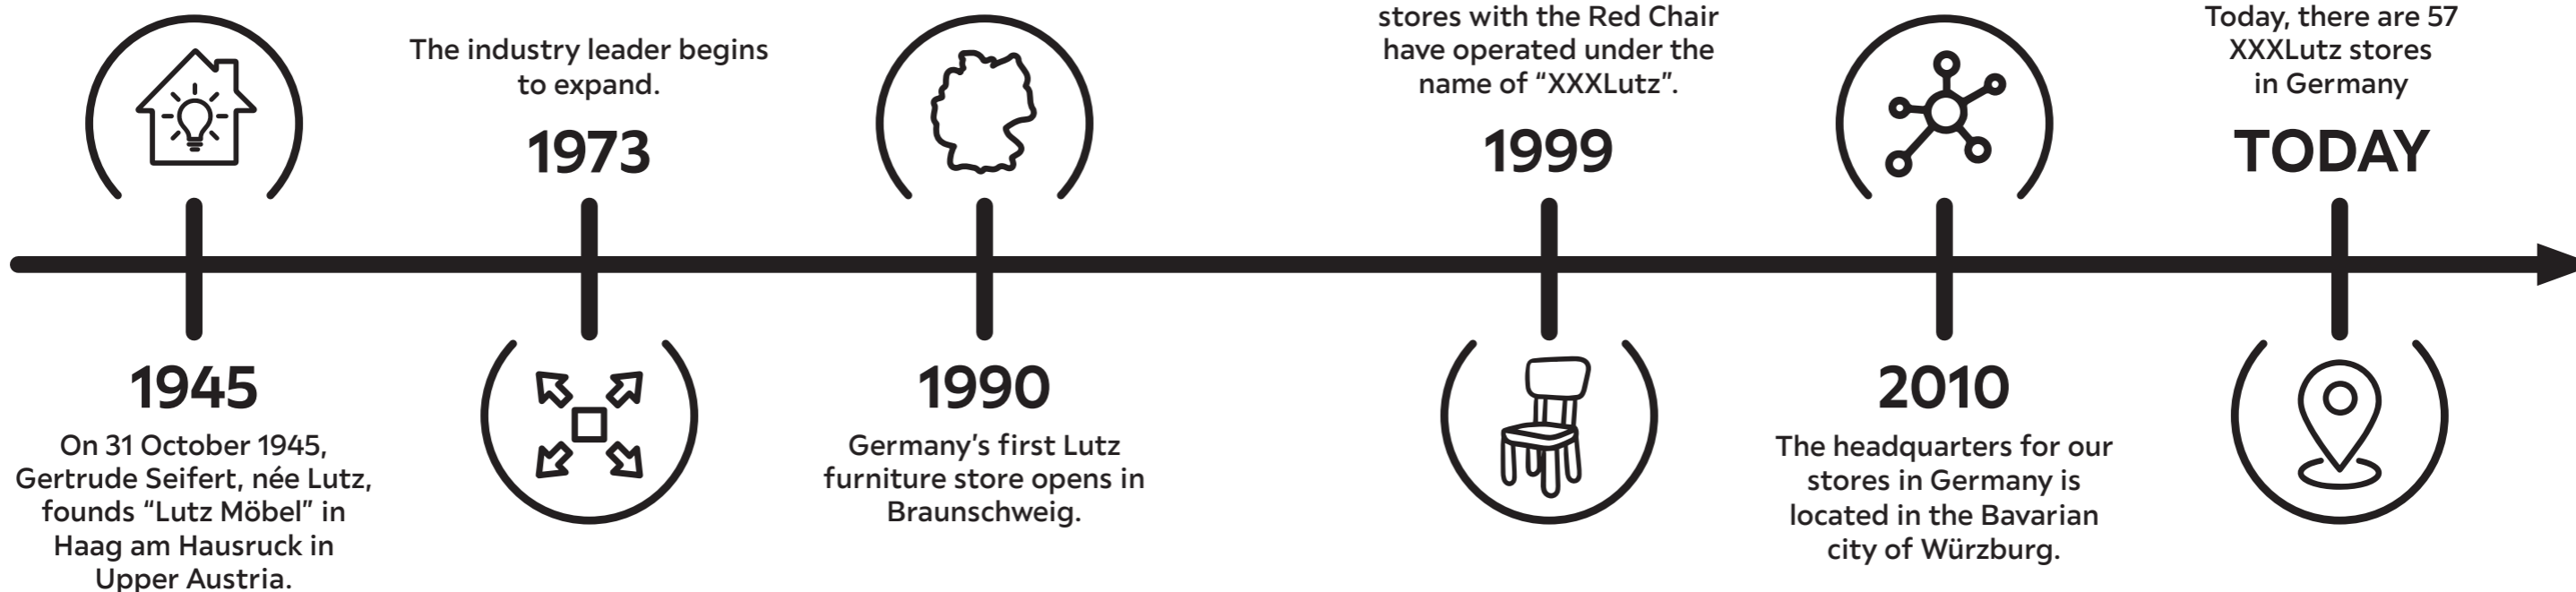 On 31 October 1945,
Gertrude Seifert, née Lutz,
founds “Lutz Möbel” in
Haag am Hausruck in
Upper Austria.
1945
The industry leader begins
to expand.
1973
1990
Germany’s first Lutz
furniture store opens in
Braunschweig.
stores with the Red Chair
have operated under the
name of “XXXLutz”.
1999
2010
The headquarters for our
stores in Germany is
located in the Bavarian
city of Würzburg.
Today, there are 57
XXXLutz stores
in Germany
TODAY